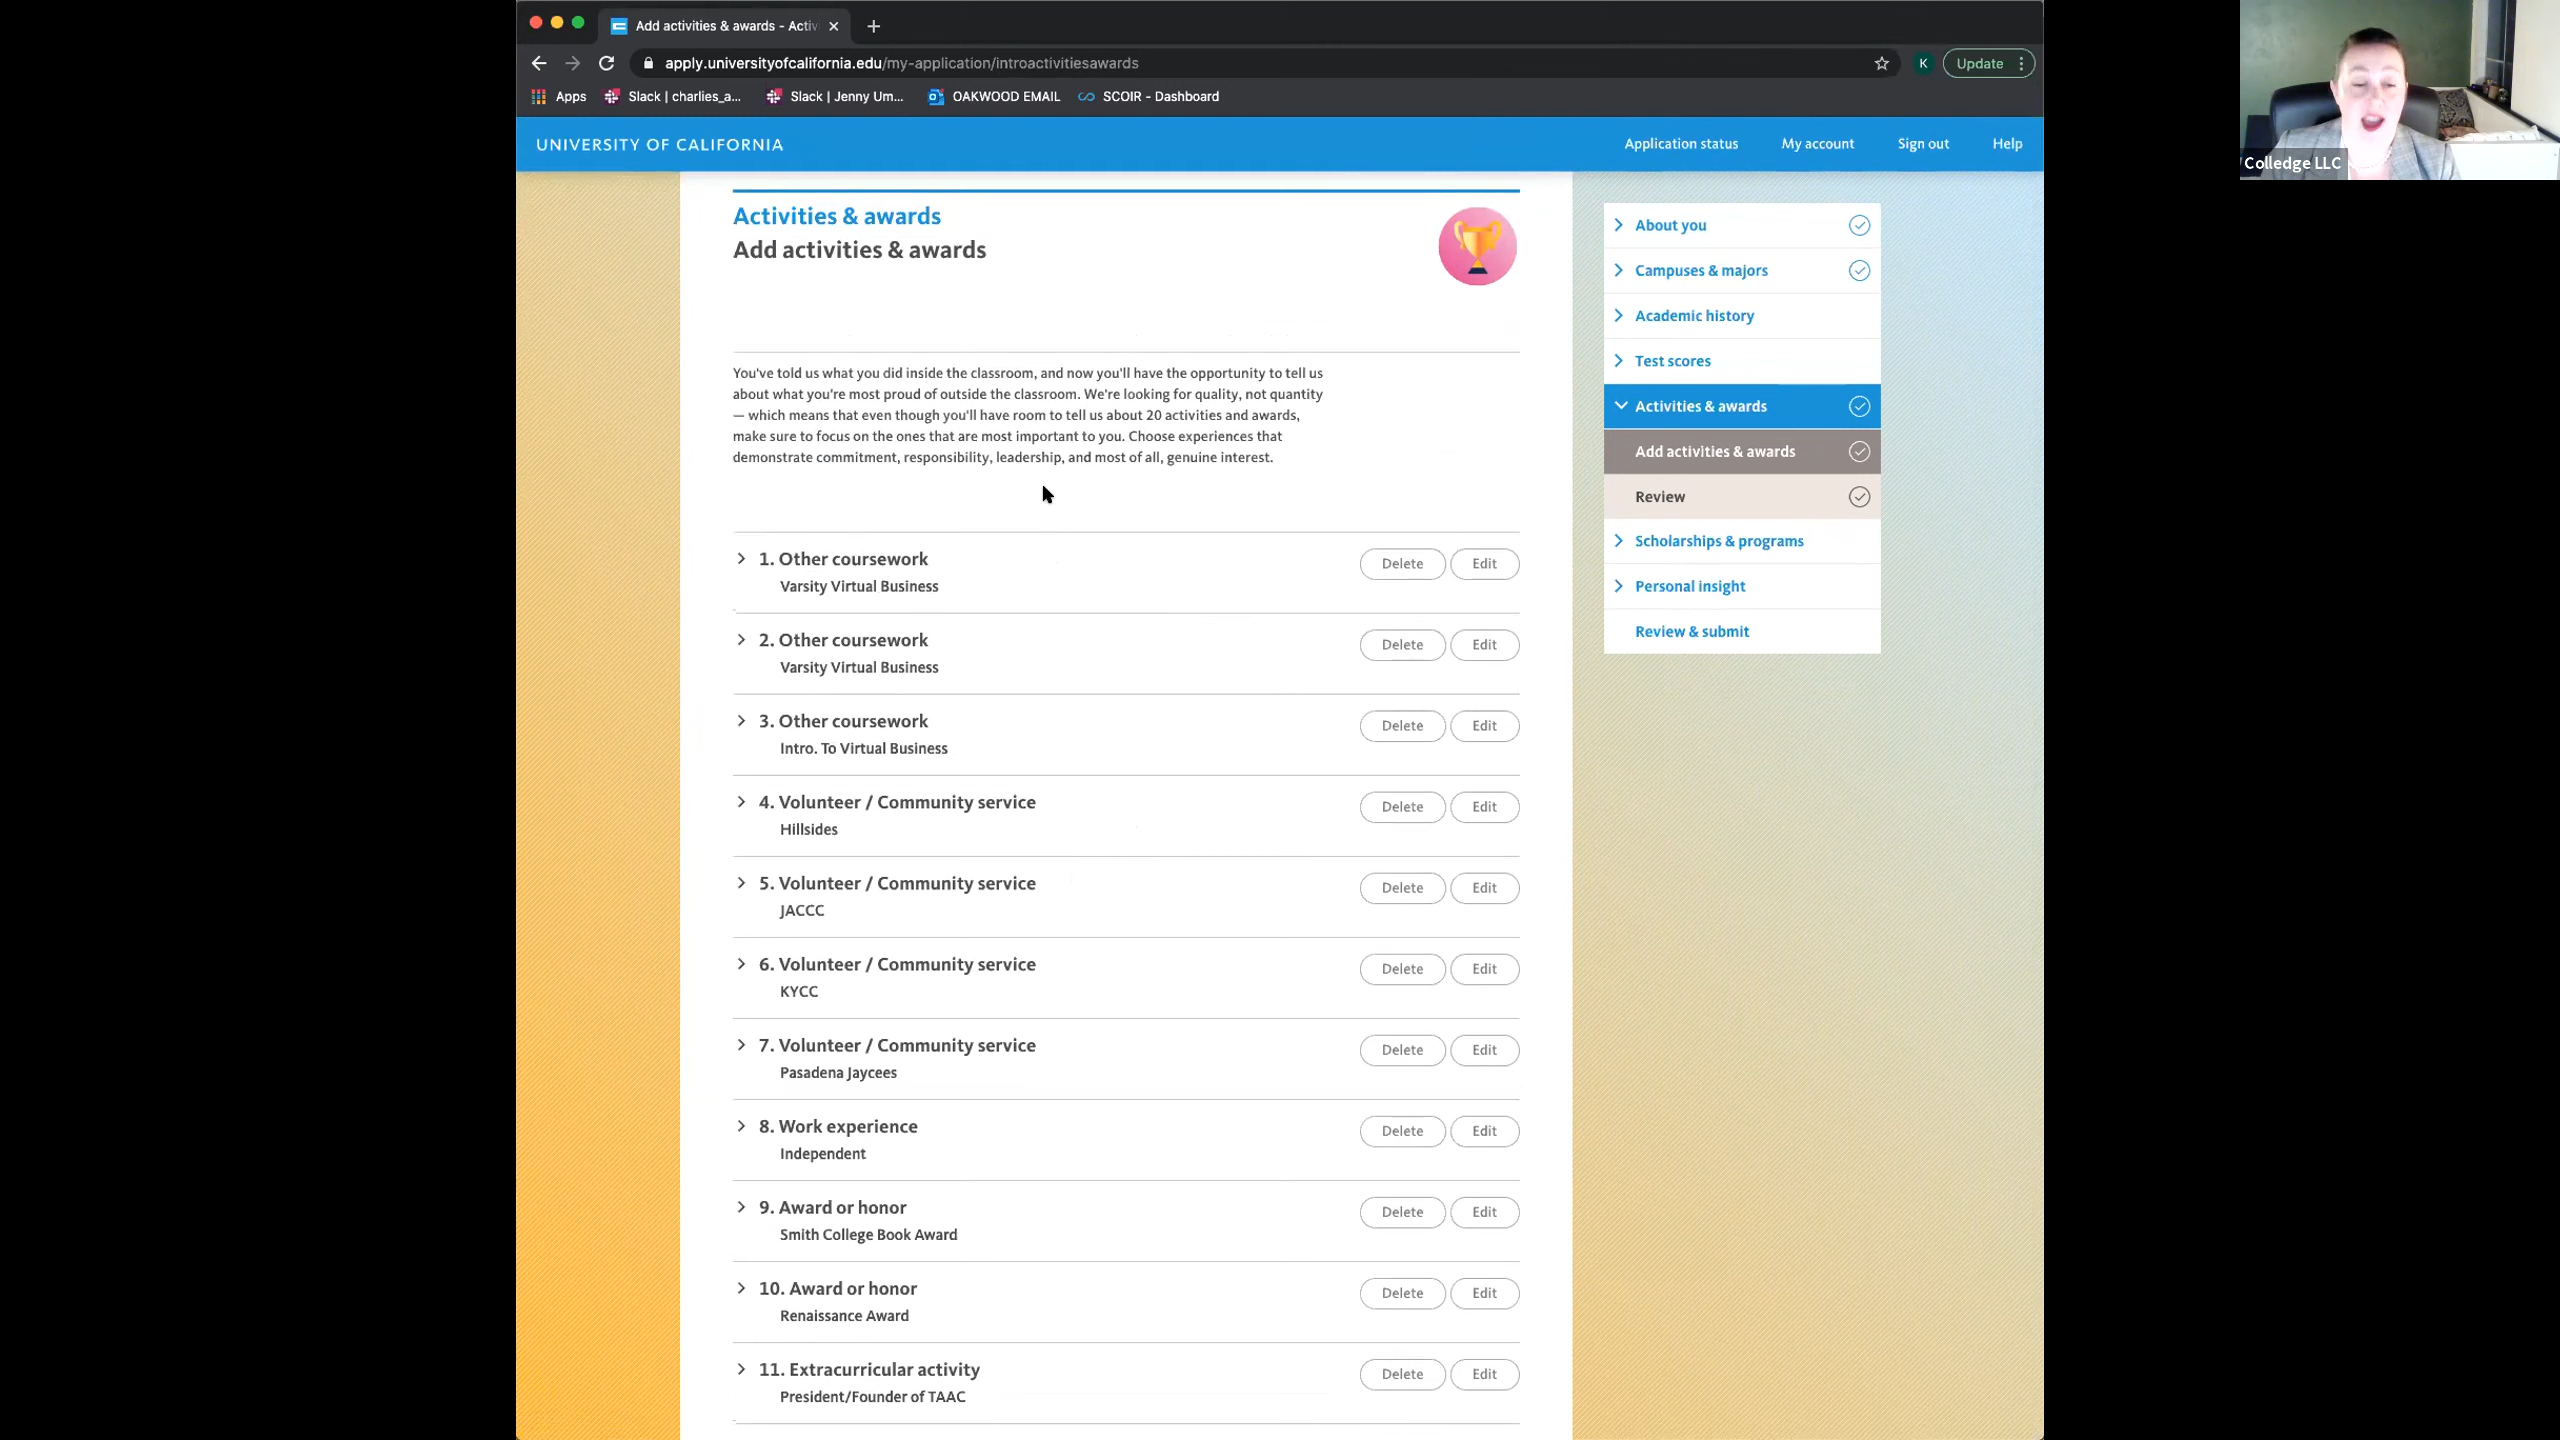 Add activities & awards - Activ
apply.universityofcalifornia.edu/my-application/introactivitiesawards
K
Update
Apps
Slack | charlies_a...
Slack | Jenny Um...
OAKWOOD EMAIL
SCOIR - Dashboard
Colledge LLC
UNIVERSITY OF CALIFORNIA
Application status
My account
Sign out
Help
Activities & awards
Add activities & awards
You've told us what you did inside the classroom, and now you'll have the opportunity to tell us
about what you're most proud of outside the classroom. We're looking for quality, not quantity
— which means that even though you'll have room to tell us about 20 activities and awards,
make sure to focus on the ones that are most important to you. Choose experiences that
demonstrate commitment, responsibility, leadership, and most of all, genuine interest.
1. Other coursework
Varsity Virtual Business
Delete Edit
2. Other coursework
Varsity Virtual Business
Delete Edit
3. Other coursework
Intro. To Virtual Business
Delete Edit
4. Volunteer / Community service
Hillsides
Delete Edit
5. Volunteer / Community service
JACCC
Delete Edit
6. Volunteer / Community service
KYCC
Delete Edit
7. Volunteer / Community service
Pasadena Jaycees
Delete Edit
8. Work experience
Independent
Delete Edit
9. Award or honor
Smith College Book Award
Delete Edit
10. Award or honor
Renaissance Award
Delete Edit
11. Extracurricular activity
President/Founder of TAAC
Delete Edit
About you
Campuses & majors
Academic history
Test scores
Activities & awards
Add activities & awards
Review
Scholarships & programs
Personal insight
Review & submit